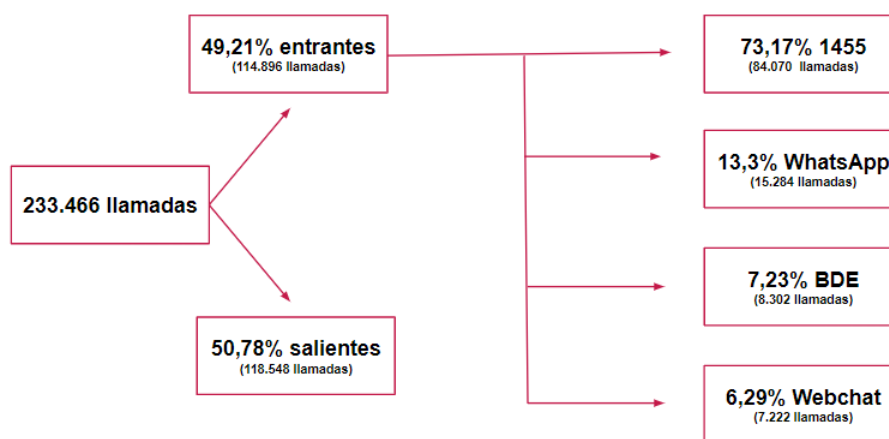 49,21% entrantes
(114.896 llamadas)
73,17% 1455
(84.070 llamadas)
13,3% WhatsApp
(15.284 llamadas)
233.466 llamadas
7,23% BDE
(8.302 llamadas)
50,78% salientes
(118.548 llamadas)
6,29% Webchat
(7.222 llamadas)